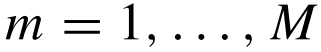 m = 1, . . . , M